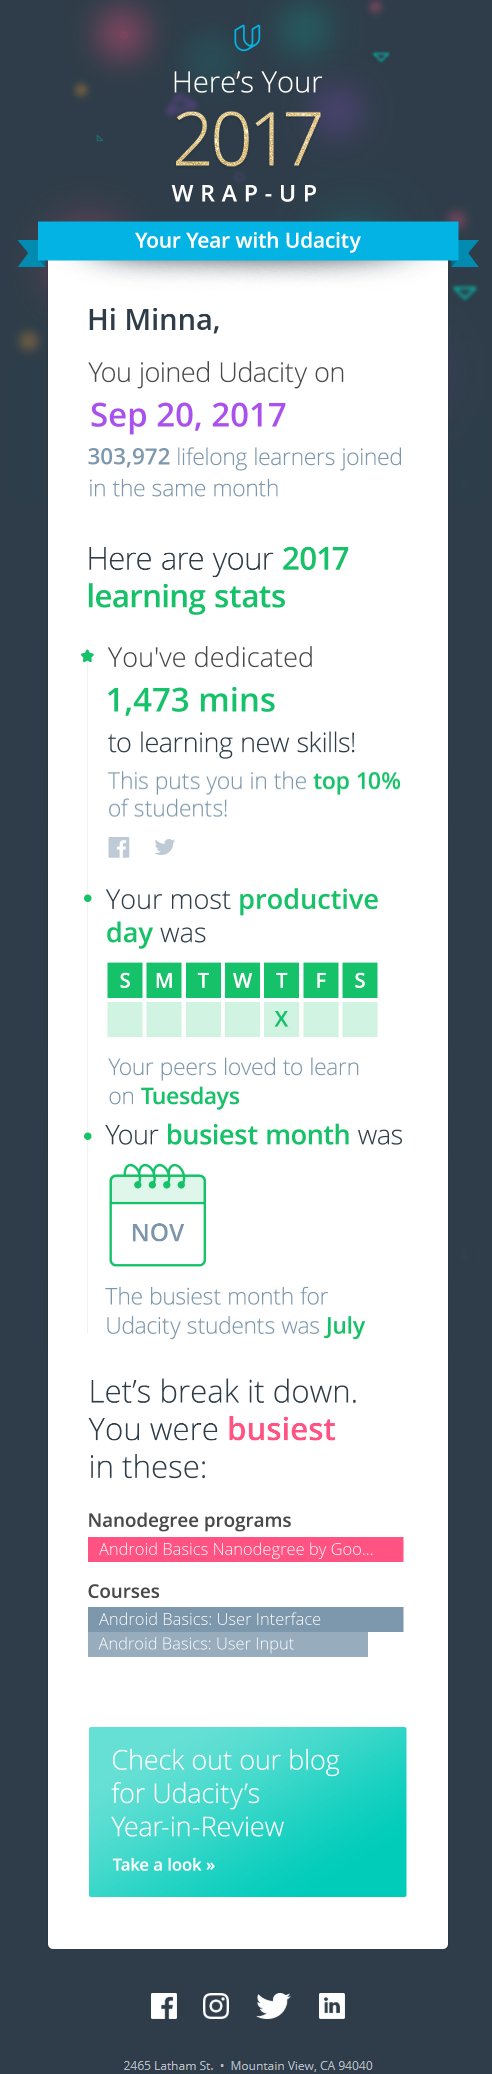 Here's Your
2017
WRAP-UP
Your Year with Udacity
Hi Minna,
You joined Udacity on
Sep 20, 2017
303,972 lifelong learners joined
in the same month
Here are your 2017
learning stats
You've dedicated
1,473 mins
to learning new skills!
This puts you in the top 10%
of students!
Your most productive
day was
S M T W T F S
X
Your peers loved to learn
on Tuesdays
Your busiest month was
NOV
The busiest month for
Udacity students was July
Let's break it down.
You were busiest
in these:
Nanodegree programs
Android Basics Nanodegree by Goo...
Courses
Android Basics: User Interface
Android Basics: User Input
Check out our blog
for Udacity's
Year-in-Review
Take a look »
2465 Latham St. • Mountain View, CA 94040